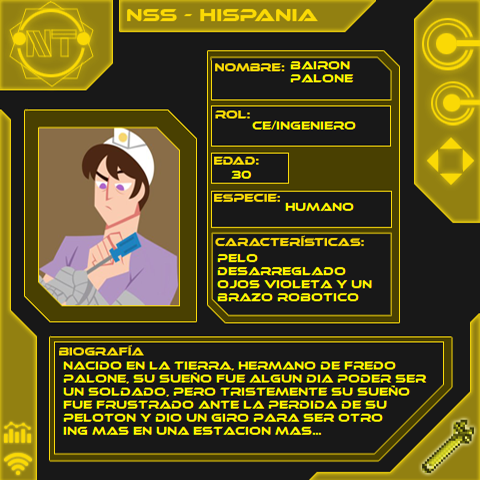 NT
NSS - HISPANIA
NOMBRE: BAIRON
PALONE
ROL:
CE/INGENIERO
EDAD:
30
ESPECIE:
HUMANO
CARACTERÍSTICAS:
PELO
DESARREGLADO
OJOS VIOLETA Y UN
BRAZO ROBOTICO
BIOGRAFÍA
NACIDO EN LA TIERRA, HERMANO DE FREDO
PALONE, SU SUEÑO FUE ALGUN DIA PODER SER
UN SOLDADO, PERO TRISTEMENTE SU SUEÑO
FUE FRUSTRADO ANTE LA PERDIDA DE SU
PELOTON Y DIO UN GIRO PARA SER OTRO
ING MAS EN UNA ESTACION MAS...